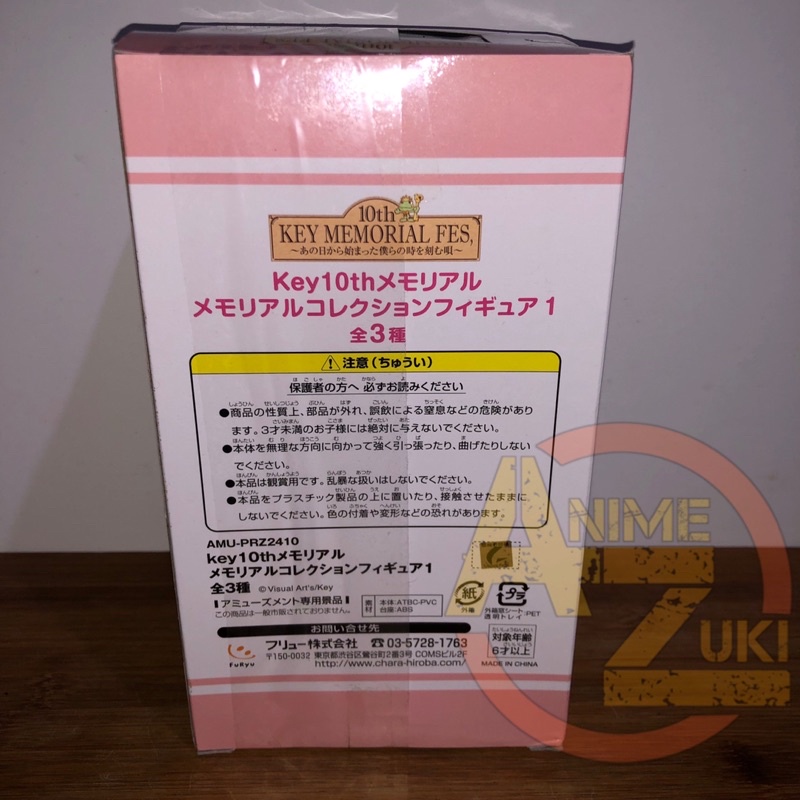 10th
KEY MEMORIAL FES,
～あの日から始まった僕らの時を刻む唄～
Key10thメモリアル
メモリアルコレクションフィギュア1
全3種
注意(ちゅうい)
保護者の方へ 必ずお読みください
●商品の性質上、部品が外れ、誤飲による窒息などの危険があり
ます。3才未満のお子様には絶対に与えないでください。
●本体を無理な方向に向かって強く引っ張ったり、曲げたりしない
でください。
●本品は観賞用です。乱暴な扱いはしないでください。
●本品をプラスチック製品の上に置いたり、接触させたままに
しないでください。色の付着や変形などの恐れがあります。
AMU-PRZ2410
key10thメモリアル
メモリアルコレクションフィギュア1
全3種 © Visual Art's/Key
アミューズメント専用景品
この商品は一般市販されておりません。
素材 本体:ATBC-PVC
台座:ABS
紙
外箱
プラ
外箱窓シート:PET
透明トレイ
お問い合せ先
FuRyu
フリュー株式会社 ☎03-5728-1763
〒150-0032 東京都渋谷区鶯谷町2番3号 COMSビル2F
http://www.chara-hiroba.com/
対象年齢
6才以上
MADE IN CHINA
ANIME
ZUKI